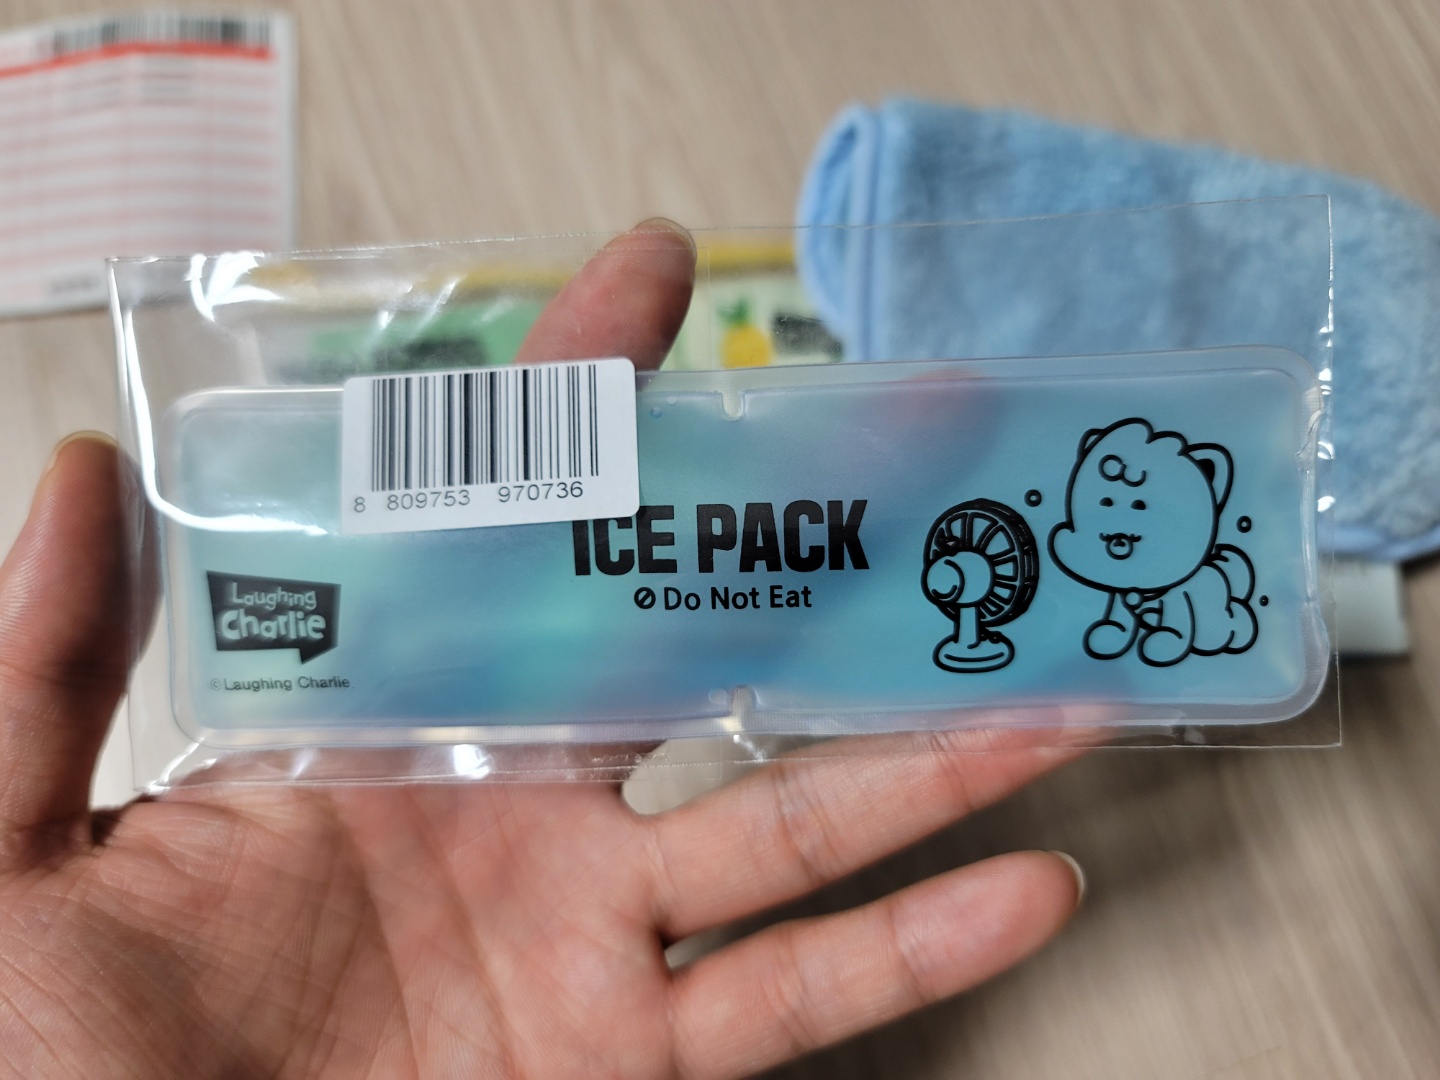 8 809753 970736
ICE PACK
Do Not Eat
Laughing
Charlie
©Laughing Charlie